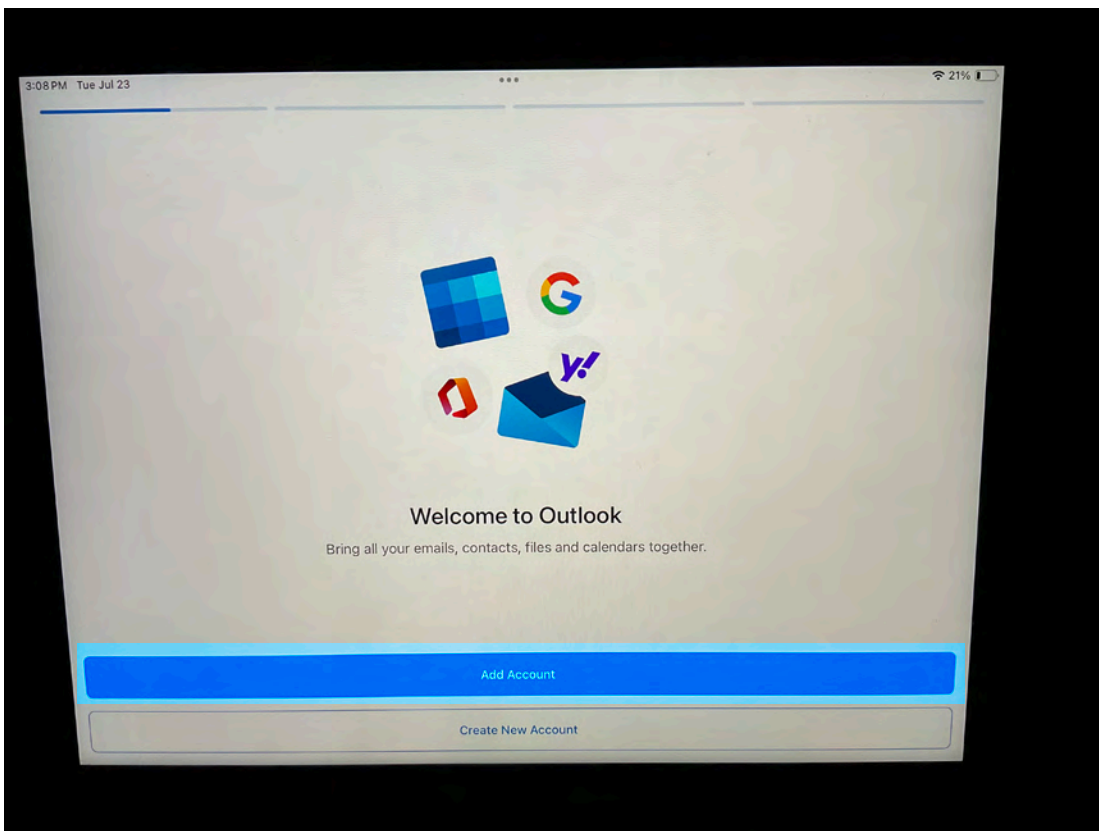 3:08 PM Tue Jul 23
21%
Welcome to Outlook
Bring all your emails, contacts, files and calendars together.
Add Account
Create New Account